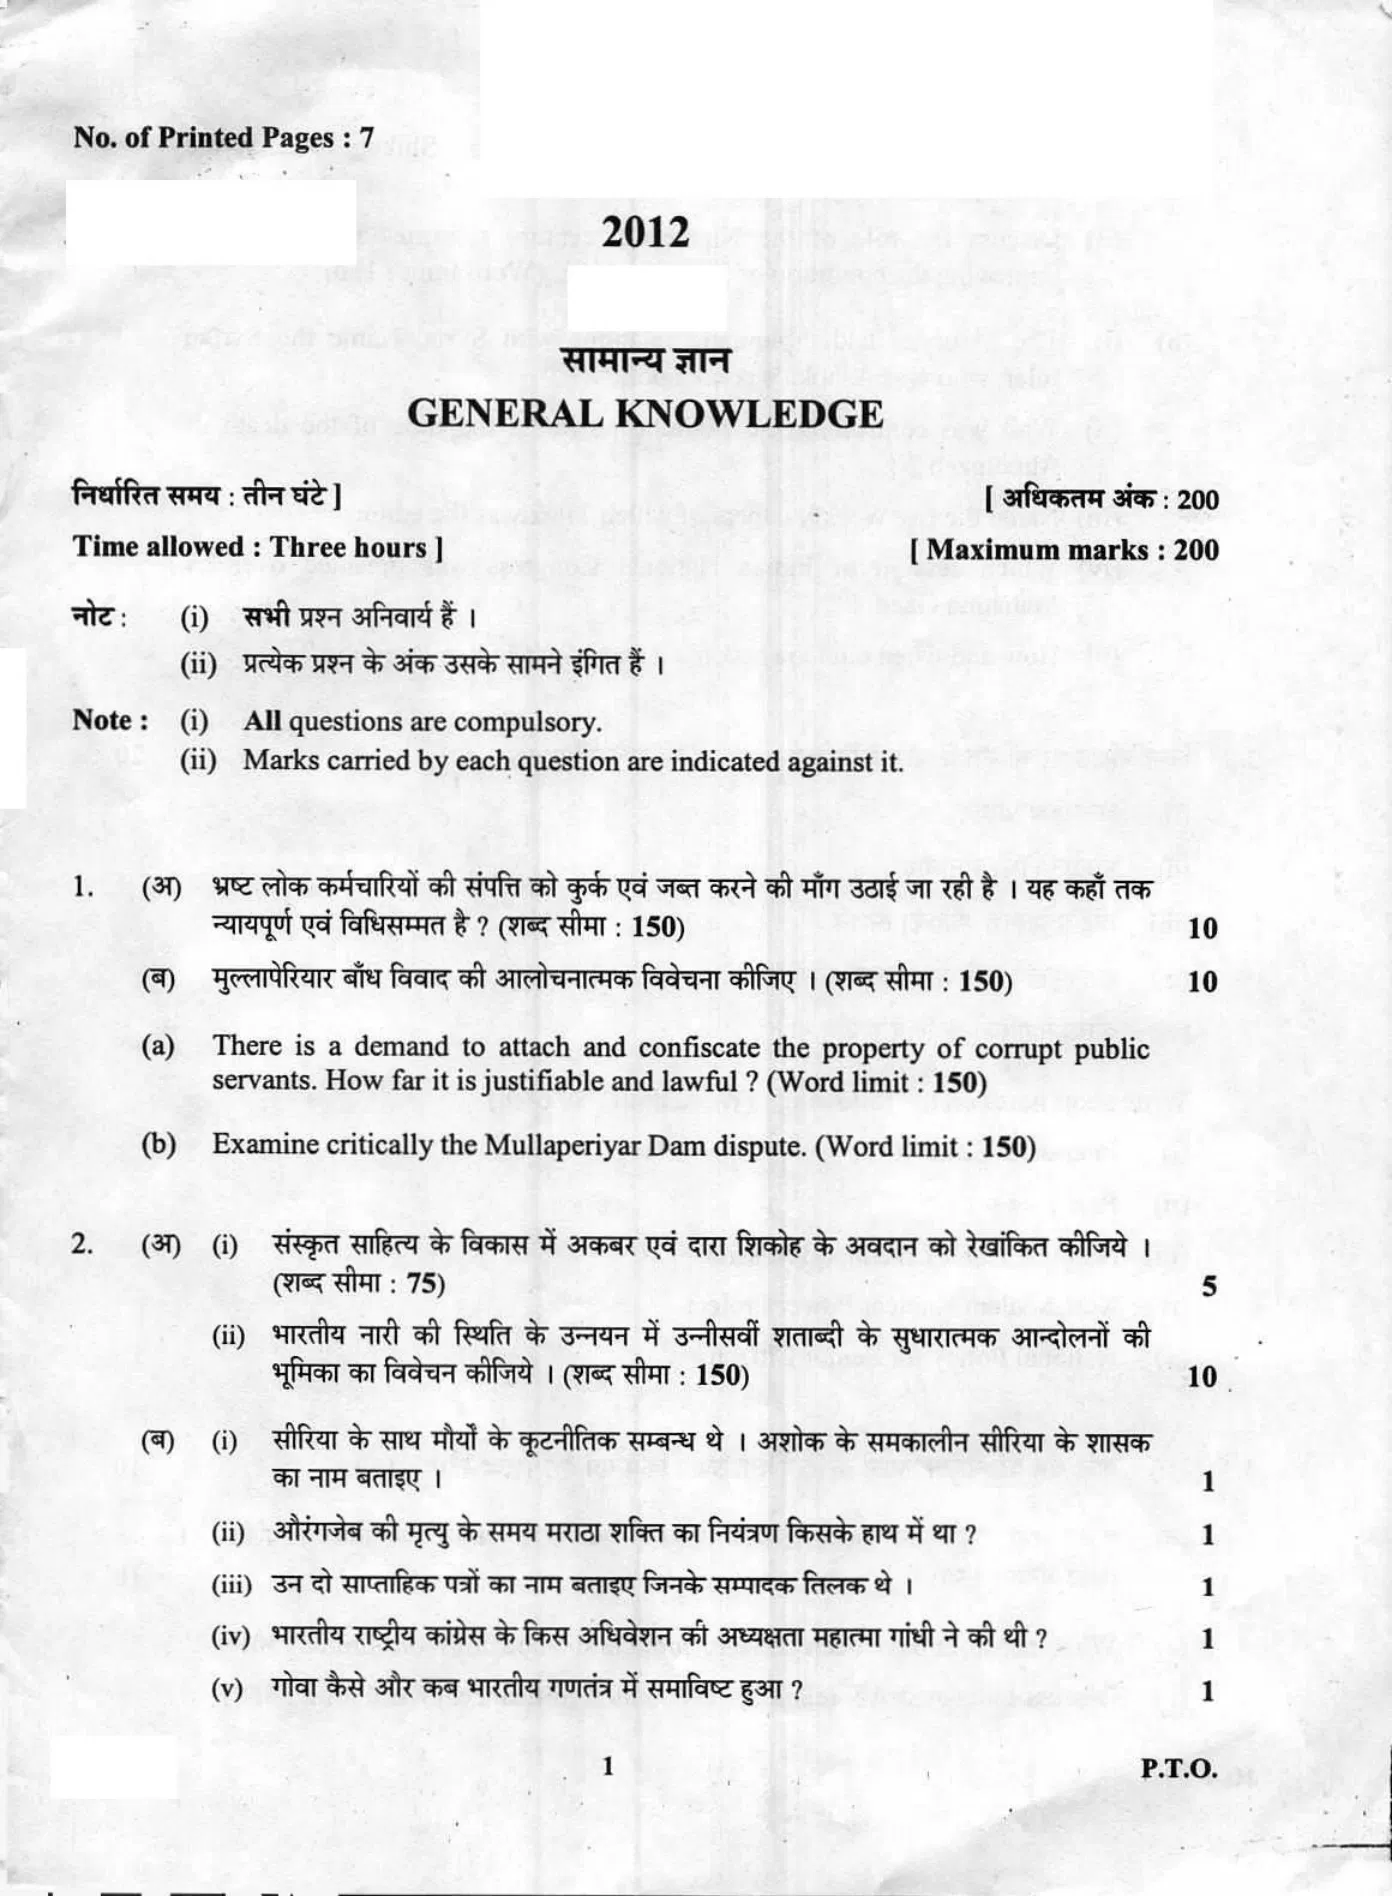 No. of Printed Pages : 7
2012
सामान्य ज्ञान
GENERAL KNOWLEDGE
निर्धारित समय : तीन घंटे ]
[ अधिकतम अंक : 200
Time allowed : Three hours ]
[ Maximum marks : 200
नोट : (i) सभी प्रश्न अनिवार्य हैं ।
(ii) प्रत्येक प्रश्न के अंक उसके सामने इंगित हैं ।
Note : (i) All questions are compulsory.
(ii) Marks carried by each question are indicated against it.
1. (अ) भ्रष्ट लोक कर्मचारियों की संपत्ति को कुर्क एवं जब्त करने की माँग उठाई जा रही है । यह कहाँ तक
न्यायपूर्ण एवं विधिसम्मत है ? (शब्द सीमा : 150) 10
(ब) मुल्लापेरियार बाँध विवाद की आलोचनात्मक विवेचना कीजिए । (शब्द सीमा : 150) 10
(a) There is a demand to attach and confiscate the property of corrupt public
servants. How far it is justifiable and lawful ? (Word limit : 150)
(b) Examine critically the Mullaperiyar Dam dispute. (Word limit : 150)
2. (अ) (i) संस्कृत साहित्य के विकास में अकबर एवं दारा शिकोह के अवदान को रेखांकित कीजिये ।
(शब्द सीमा : 75) 5
(ii) भारतीय नारी की स्थिति के उन्नयन में उन्नीसवीं शताब्दी के सुधारात्मक आन्दोलनों की
भूमिका का विवेचन कीजिये । (शब्द सीमा : 150) 10
(ब) (i) सीरिया के साथ मौर्यों के कूटनीतिक सम्बन्ध थे । अशोक के समकालीन सीरिया के शासक
का नाम बताइए । 1
(ii) औरंगजेब की मृत्यु के समय मराठा शक्ति का नियंत्रण किसके हाथ में था ? 1
(iii) उन दो साप्ताहिक पत्रों का नाम बताइए जिनके सम्पादक तिलक थे । 1
(iv) भारतीय राष्ट्रीय कांग्रेस के किस अधिवेशन की अध्यक्षता महात्मा गांधी ने की थी ? 1
(v) गोवा कैसे और कब भारतीय गणतंत्र में समाविष्ट हुआ ? 1
1
P.T.O.